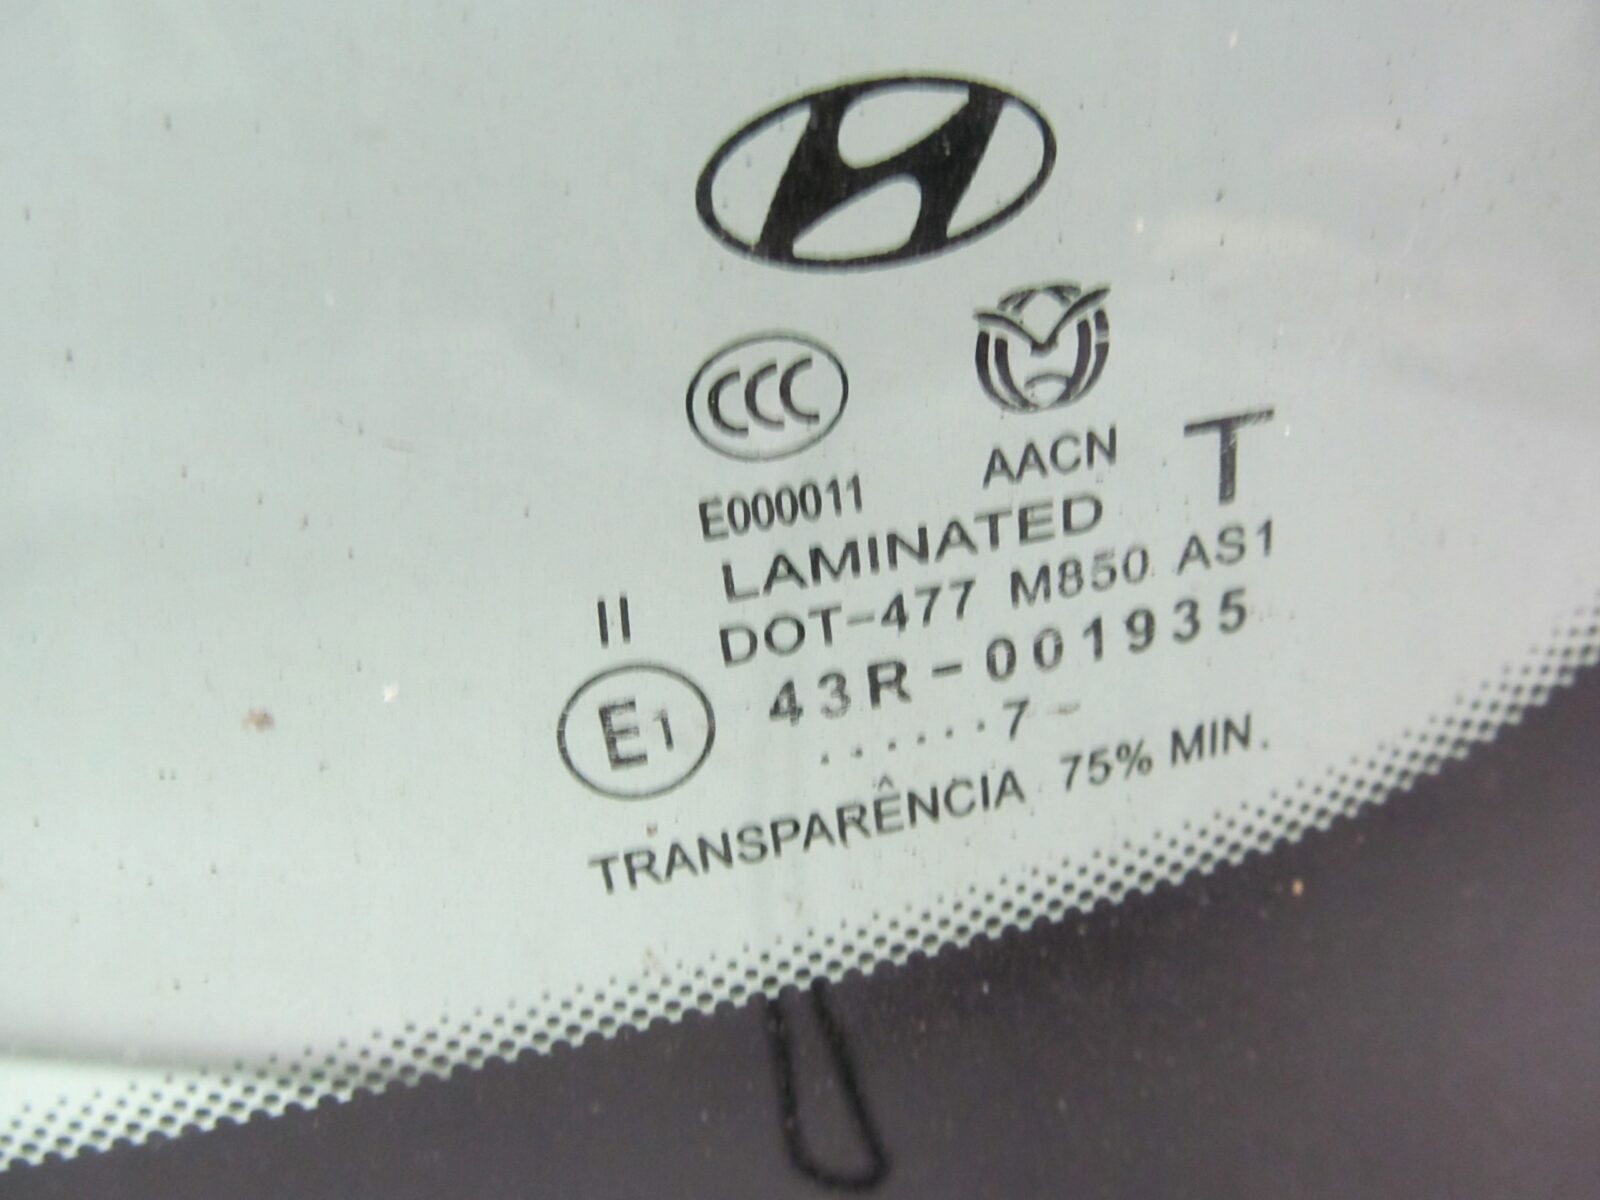 CCC
E000011
AACN
T
LAMINATED
II
DOT-477 M850 AS1
E1
43R-001935
......7-
TRANSPARÊNCIA 75% MIN.